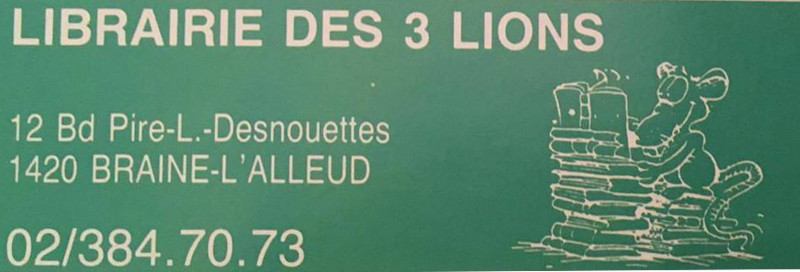 LIBRAIRIE DES 3 LIONS
12 Bd Pire-L.-Desnouettes
1420 BRAINE-L'ALLEUD
02/384.70.73